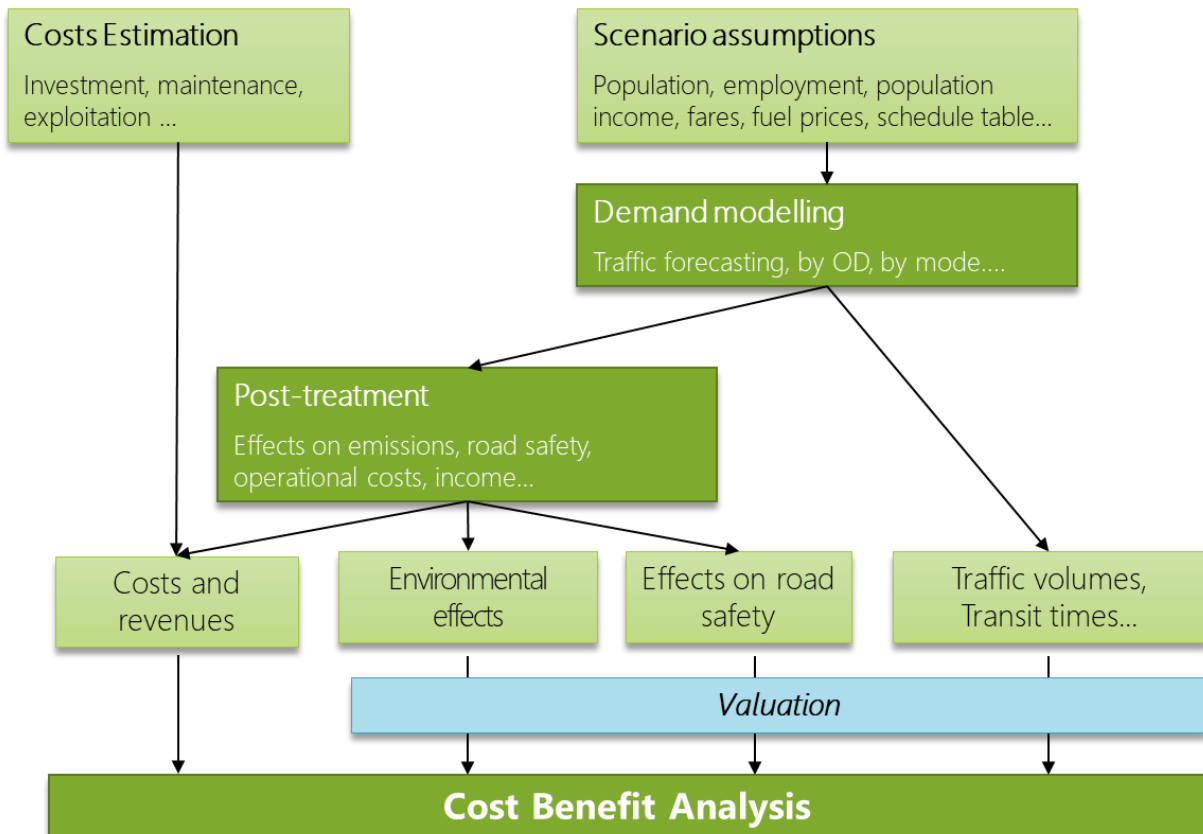 Costs Estimation
Investment, maintenance,
exploitation ...
Scenario assumptions
Population, employment, population
income, fares, fuel prices, schedule table...
Demand modelling
Traffic forecasting, by OD, by mode....
Post-treatment
Effects on emissions, road safety,
operational costs, income...
Costs and
revenues
Environmental
effects
Effects on road
safety
Traffic volumes,
Transit times...
Valuation
Cost Benefit Analysis